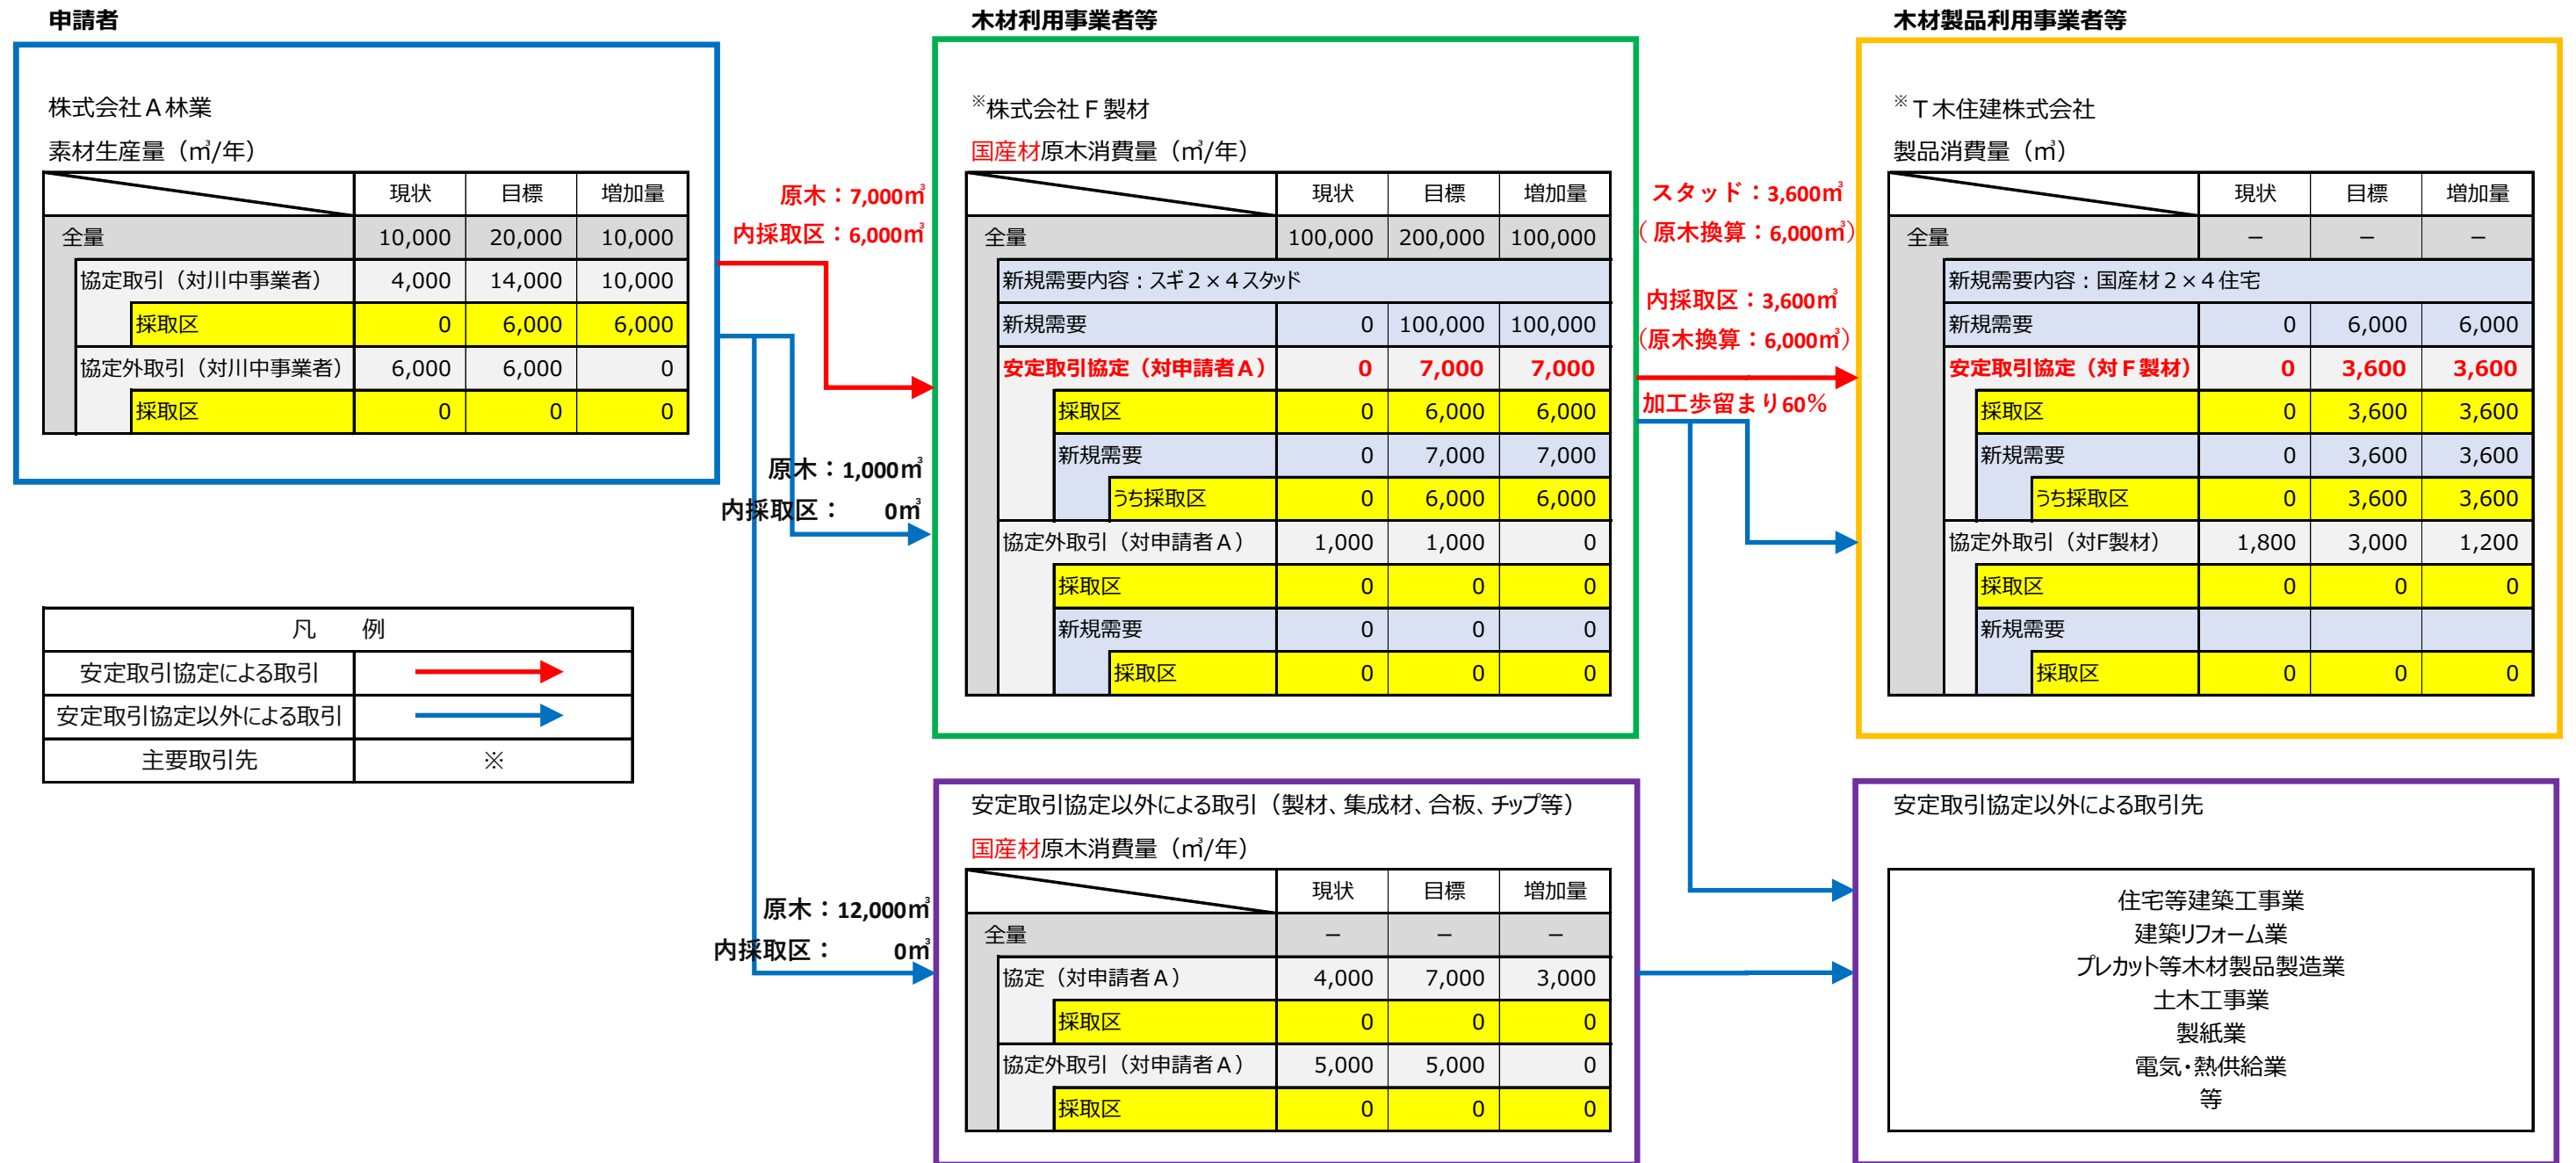 申請者
株式会社A林業
素材生産量（㎥/年）
現状 目標 増加量
全量 10,000 20,000 10,000
協定取引（対川中事業者） 4,000 14,000 10,000
採取区 0 6,000 6,000
協定外取引（対川中事業者） 6,000 6,000 0
採取区 0 0 0
凡　例
安定取引協定による取引
安定取引協定以外による取引
主要取引先 ※
原木：7,000㎥
内採取区：6,000㎥
原木：1,000㎥
内採取区：　0㎥
原木：12,000㎥
内採取区：　0㎥
木材利用事業者等
※株式会社F製材
国産材原木消費量（㎥/年）
現状 目標 増加量
全量 100,000 200,000 100,000
新規需要内容：スギ2×4スタッド
新規需要 0 100,000 100,000
安定取引協定（対申請者A） 0 7,000 7,000
採取区 0 6,000 6,000
新規需要 0 7,000 7,000
うち採取区 0 6,000 6,000
協定外取引（対申請者A） 1,000 1,000 0
採取区 0 0 0
新規需要 0 0 0
採取区 0 0 0
安定取引協定以外による取引（製材、集成材、合板、チップ等）
国産材原木消費量（㎥/年）
現状 目標 増加量
全量 － － －
協定（対申請者A） 4,000 7,000 3,000
採取区 0 0 0
協定外取引（対申請者A） 5,000 5,000 0
採取区 0 0 0
スタッド：3,600㎥
（原木換算：6,000㎥）
内採取区：3,600㎥
（原木換算：6,000㎥）
加工歩留まり60％
木材製品利用事業者等
※T木住建株式会社
製品消費量（㎥）
現状 目標 増加量
全量 － － －
新規需要内容：国産材2×4住宅
新規需要 0 6,000 6,000
安定取引協定（対F製材） 0 3,600 3,600
採取区 0 3,600 3,600
新規需要 0 3,600 3,600
うち採取区 0 3,600 3,600
協定外取引（対F製材） 1,800 3,000 1,200
採取区 0 0 0
新規需要
採取区 0 0 0
安定取引協定以外による取引先
住宅等建築工事業
建築リフォーム業
プレカット等木材製品製造業
土木工事業
製紙業
電気・熱供給業
等